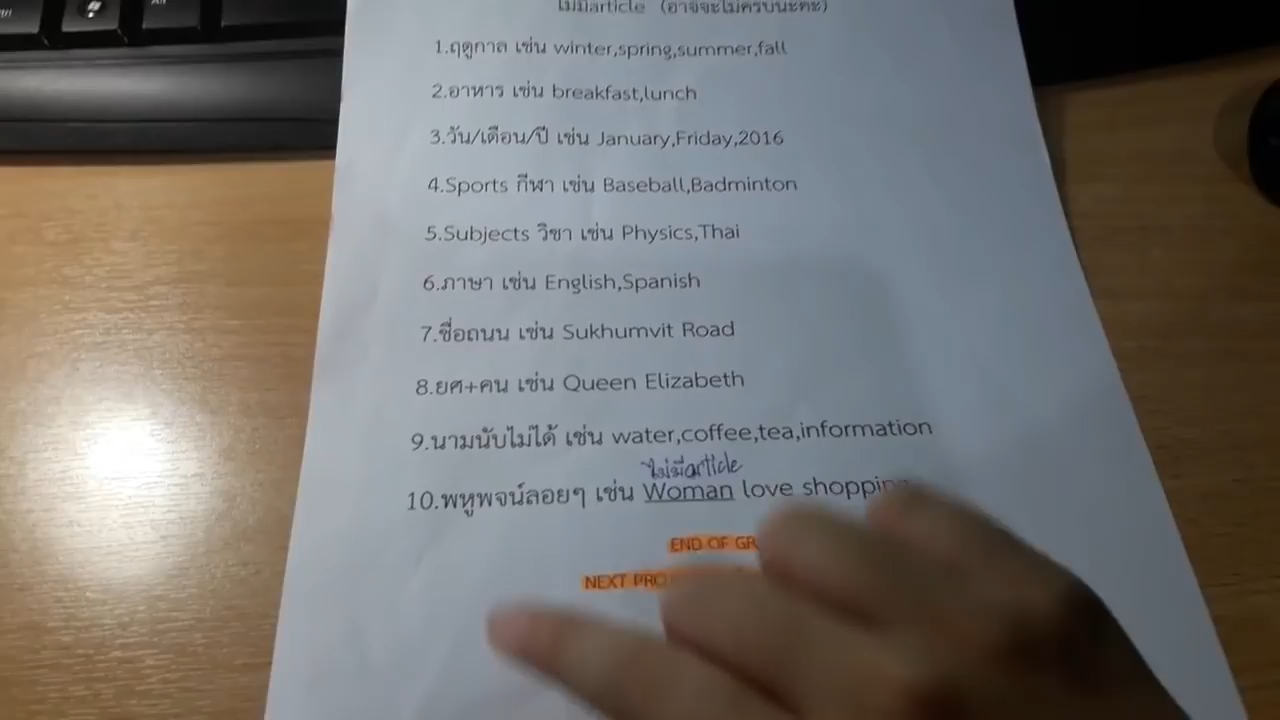 ไม่มีarticle (อาจจะไม่ครบนะคะ)
1.ฤดูกาล เช่น winter,spring,summer,fall
2.อาหาร เช่น breakfast,lunch
3.วัน/เดือน/ปี เช่น January,Friday,2016
4.Sports กีฬา เช่น Baseball,Badminton
5.Subjects วิชา เช่น Physics,Thai
6.ภาษา เช่น English,Spanish
7.ชื่อถนน เช่น Sukhumvit Road
8.ยศ+คน เช่น Queen Elizabeth
9.นามนับไม่ได้ เช่น water,coffee,tea,information
ไม่มีarticle
10.พหูพจน์ลอยๆ เช่น Woman love shopping
END OF
NEXT